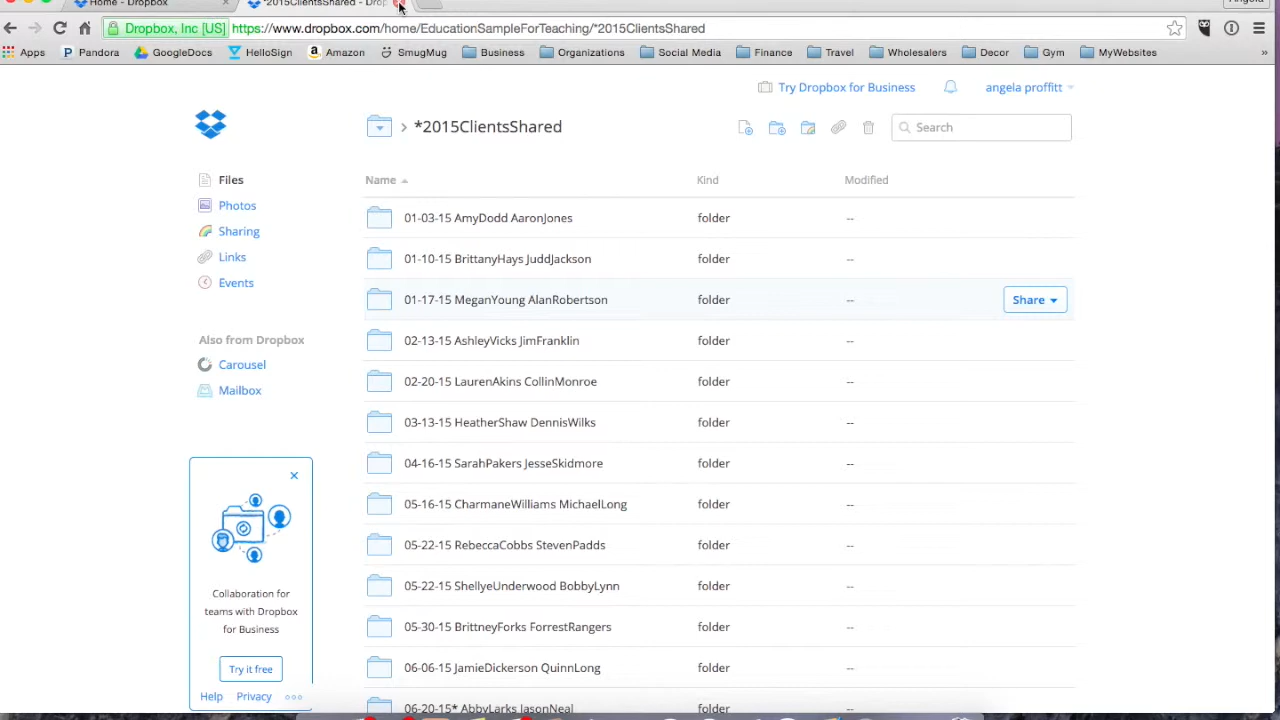 Home - Dropbox
*2015ClientsShared - Drop
Angela
Dropbox, Inc [US]
https://www.dropbox.com/home/EducationSampleForTeaching/*2015ClientsShared
Apps
Pandora
GoogleDocs
HelloSign
Amazon
SmugMug
Business
Organizations
Social Media
Finance
Travel
Wholesalers
Decor
Gym
MyWebsites
»
Try Dropbox for Business
angela proffitt
*2015ClientsShared
Search
Files
Photos
Sharing
Links
Events
Also from Dropbox
Carousel
Mailbox
Collaboration for
teams with Dropbox
for Business
Try it free
Help Privacy
Name Kind Modified
01-03-15 AmyDodd AaronJones folder --
01-10-15 BrittanyHays JuddJackson folder --
01-17-15 MeganYoung AlanRobertson folder -- Share
02-13-15 AshleyVicks JimFranklin folder --
02-20-15 LaurenAkins CollinMonroe folder --
03-13-15 HeatherShaw DennisWilks folder --
04-16-15 SarahPakers JesseSkidmore folder --
05-16-15 CharmaneWilliams MichaelLong folder --
05-22-15 RebeccaCobbs StevenPadds folder --
05-22-15 ShellyeUnderwood BobbyLynn folder --
05-30-15 BrittneyForks ForrestRangers folder --
06-06-15 JamieDickerson QuinnLong folder --
06-20-15* AbbyLarks JasonNeal folder --